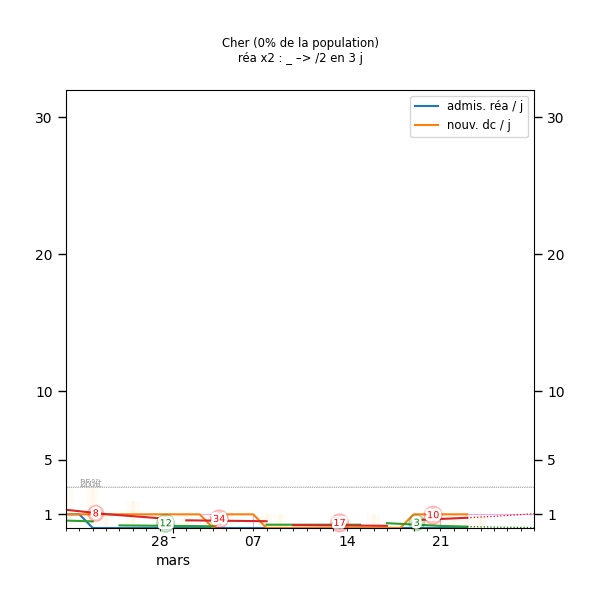 Cher (0% de la population)
réa x2 : _ –> /2 en 3 j
admis. réa / j
nouv. dc / j
30 30
20 20
10 10
5 5
1 1
8 12 34 17 3 10
28 07 14 21
mars